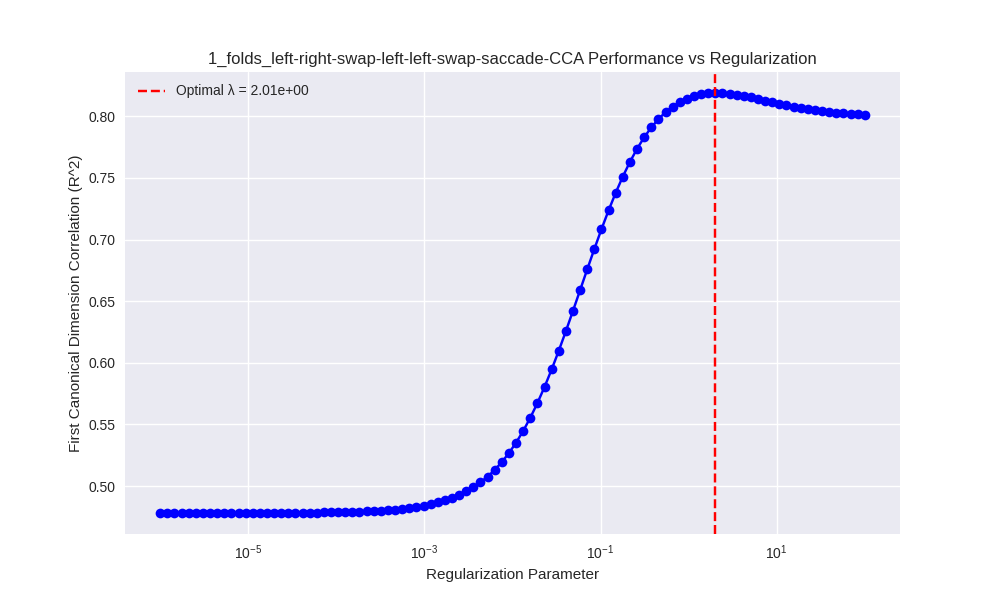 1_folds_left-right-swap-left-left-swap-saccade-CCA Performance vs Regularization
Optimal λ = 2.01e+00
First Canonical Dimension Correlation (R^2)
0.80
0.75
0.70
0.65
0.60
0.55
0.50
10⁻⁵
10⁻³
10⁻¹
10¹
Regularization Parameter